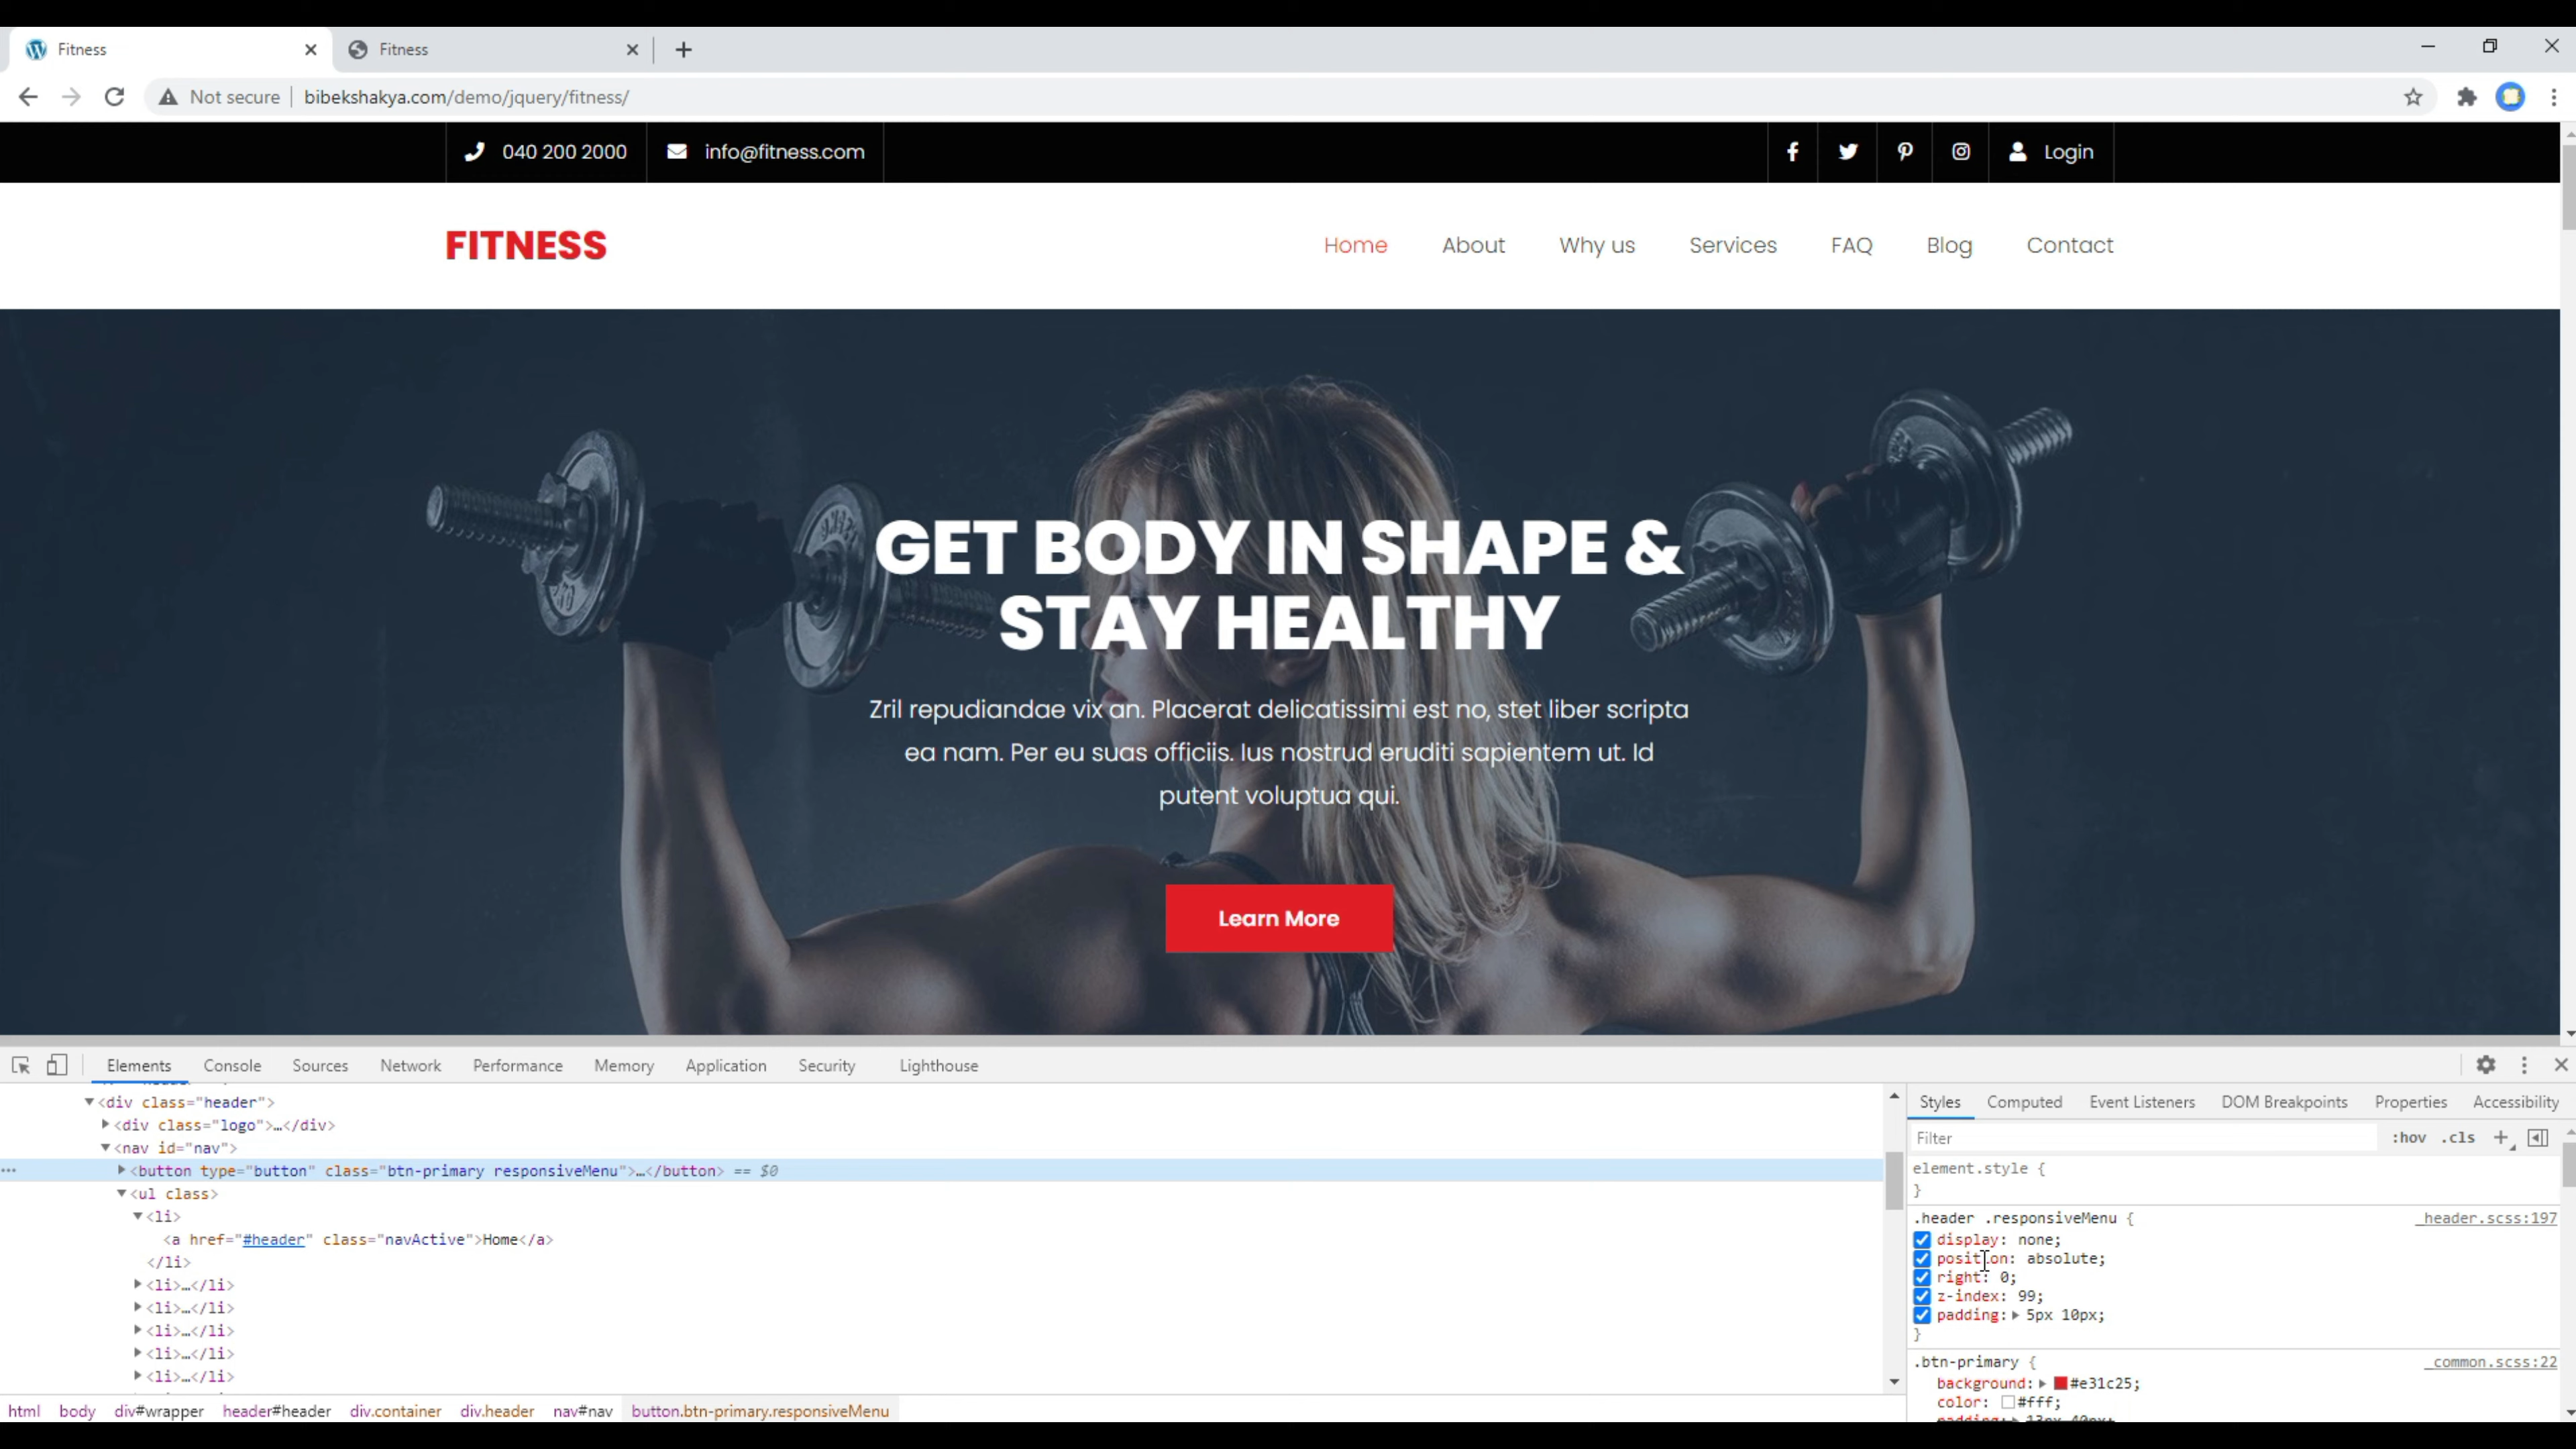 Fitness
Fitness
Not secure bibekshakya.com/demo/jquery/fitness/
040 200 2000 info@fitness.com Login
FITNESS Home About Why us Services FAQ Blog Contact
GET BODY IN SHAPE &
STAY HEALTHY
Zril repudiandae vix an. Placerat delicatissimi est no, stet liber scripta
ea nam. Per eu suas officiis. Ius nostrud eruditi sapientem ut. Id
putent voluptua qui.
Learn More
Elements Console Sources Network Performance Memory Application Security Lighthouse
<div class="header">
<div class="logo">…</div>
<nav id="nav">
<button type="button" class="btn-primary responsiveMenu">…</button> == $0
<ul class>
<li>
<a href="#header" class="navActive">Home</a>
</li>
<li>…</li>
<li>…</li>
<li>…</li>
<li>…</li>
<li>…</li>
html body div#wrapper header#header div.container div.header nav#nav button.btn-primary.responsiveMenu
Styles Computed Event Listeners DOM Breakpoints Properties Accessibility
Filter :hov .cls
element.style {
}
.header .responsiveMenu { _header.scss:197
display: none;
position: absolute;
right: 0;
z-index: 99;
padding: 5px 10px;
}
.btn-primary { _common.scss:22
background: #e31c25;
color: #fff;
padding: 13px 40px;